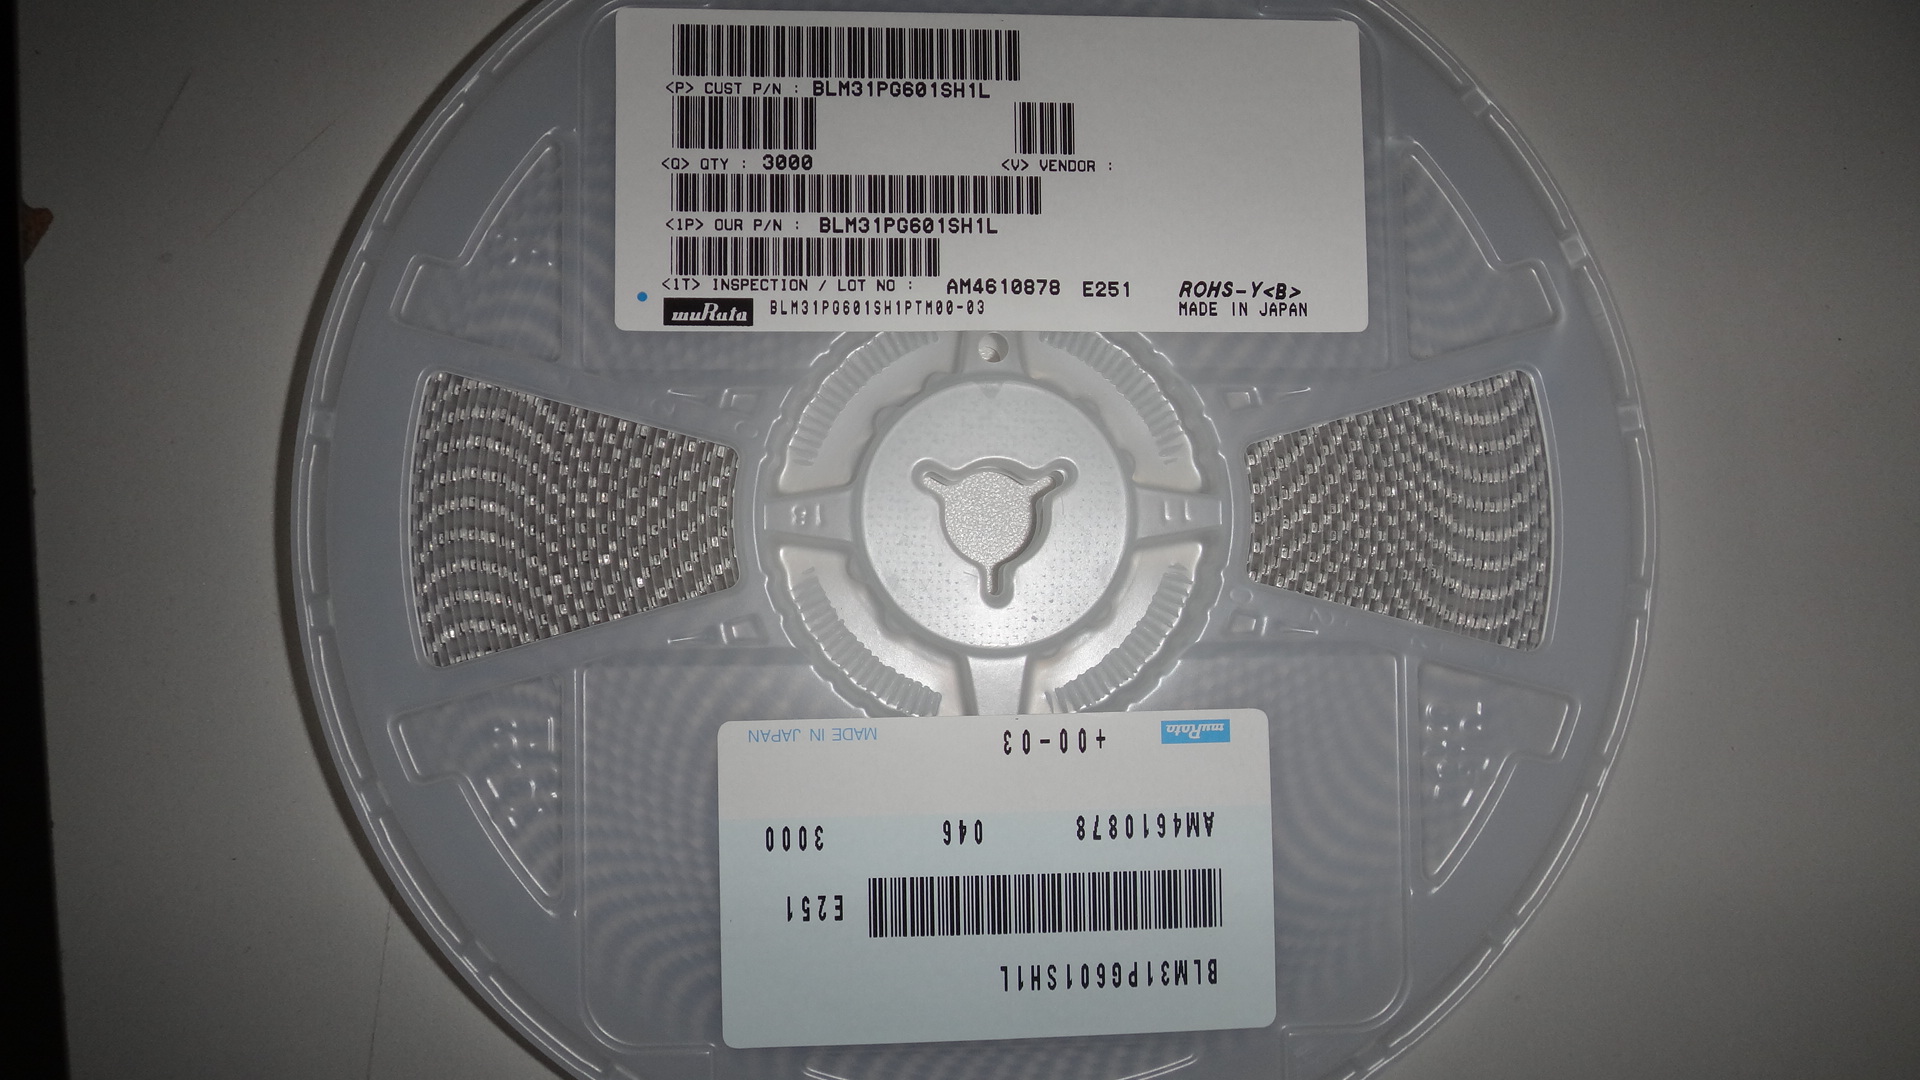 <P> CUST P/N : BLM31PG601SH1L
<Q> QTY : 3000 <V> VENDOR :
<1P> OUR P/N : BLM31PG601SH1L
<1T> INSPECTION / LOT NO : AM4610878 E251 ROHS-Y<B>
muRata BLM31PG601SH1PTM00-03 MADE IN JAPAN
BLM31PG601SH1L
E251
AM4610878 046 3000
muRata +00-03 MADE IN JAPAN